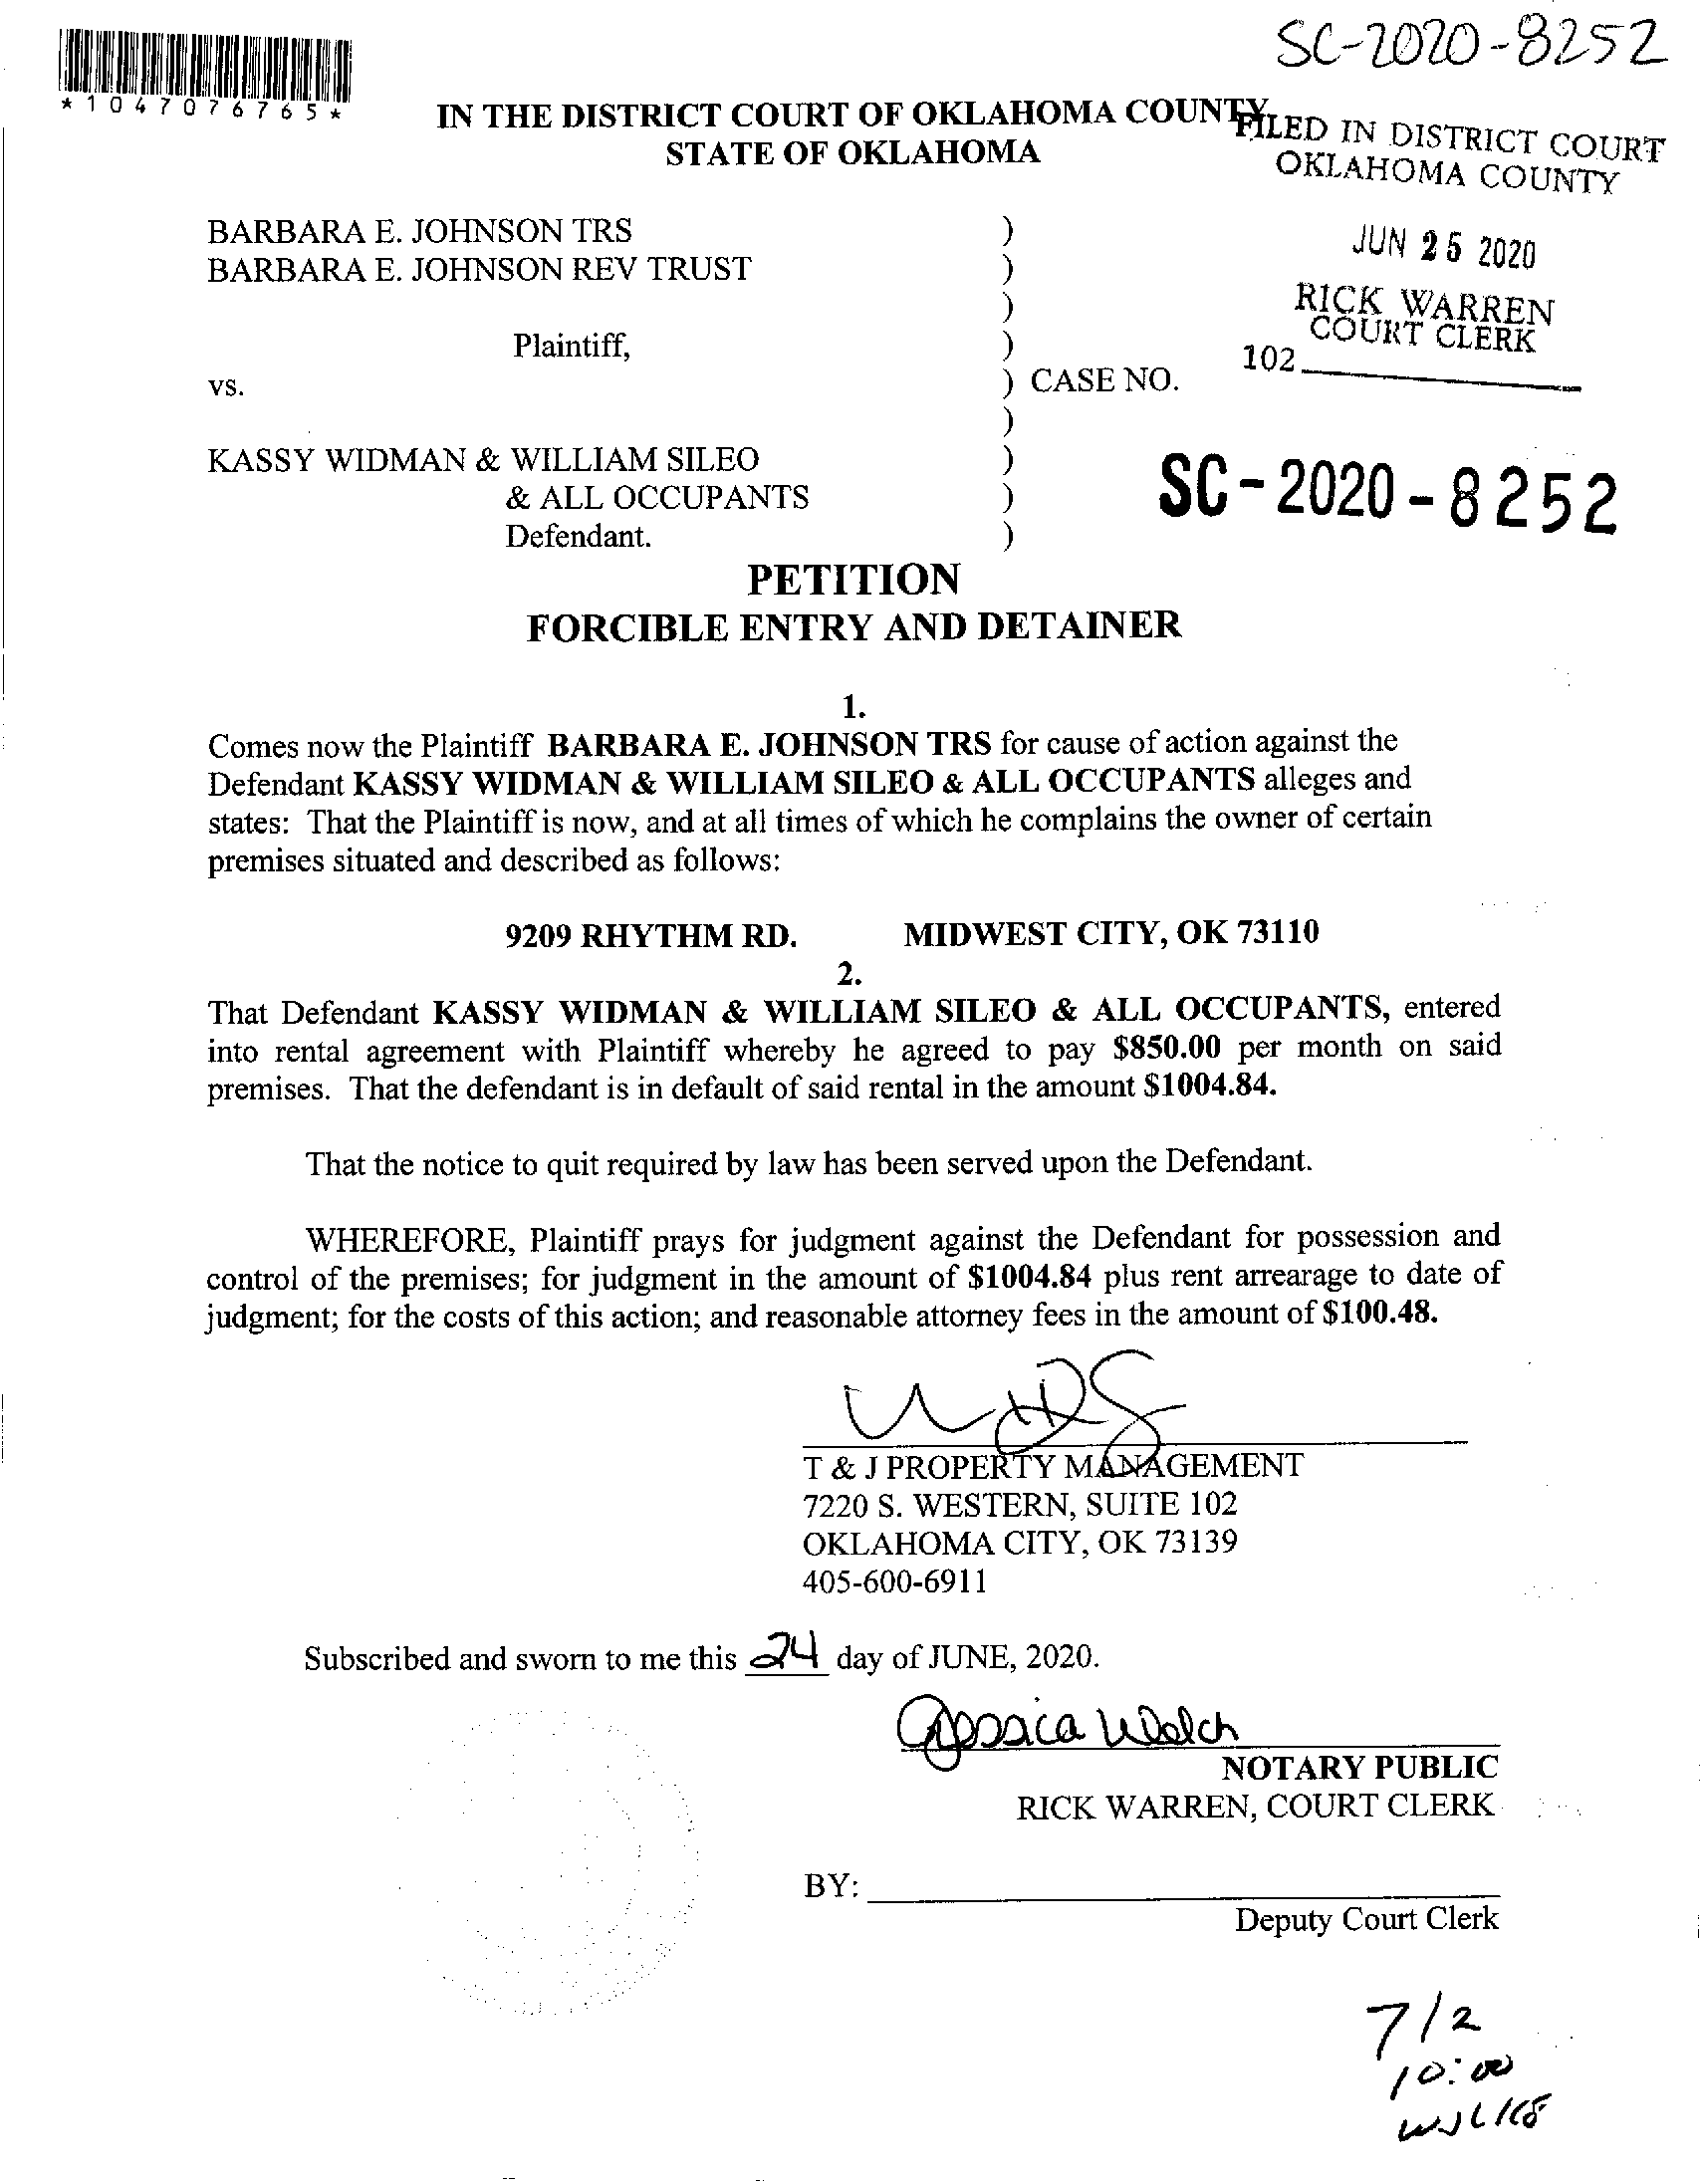 SC-2020-8252
*1047076765*
IN THE DISTRICT COURT OF OKLAHOMA COUNTY
STATE OF OKLAHOMA
FILED IN DISTRICT COURT
OKLAHOMA COUNTY
JUN 25 2020
RICK WARREN
COURT CLERK
102
BARBARA E. JOHNSON TRS )
BARBARA E. JOHNSON REV TRUST )
)
Plaintiff, )
vs. ) CASE NO.
)
KASSY WIDMAN & WILLIAM SILEO )
& ALL OCCUPANTS )
Defendant. )
SC-2020-8252
PETITION
FORCIBLE ENTRY AND DETAINER
1.
Comes now the Plaintiff BARBARA E. JOHNSON TRS for cause of action against the
Defendant KASSY WIDMAN & WILLIAM SILEO & ALL OCCUPANTS alleges and
states: That the Plaintiff is now, and at all times of which he complains the owner of certain
premises situated and described as follows:
9209 RHYTHM RD. MIDWEST CITY, OK 73110
2.
That Defendant KASSY WIDMAN & WILLIAM SILEO & ALL OCCUPANTS, entered
into rental agreement with Plaintiff whereby he agreed to pay $850.00 per month on said
premises. That the defendant is in default of said rental in the amount $1004.84.
That the notice to quit required by law has been served upon the Defendant.
WHEREFORE, Plaintiff prays for judgment against the Defendant for possession and
control of the premises; for judgment in the amount of $1004.84 plus rent arrearage to date of
judgment; for the costs of this action; and reasonable attorney fees in the amount of $100.48.
T & J PROPERTY MANAGEMENT
7220 S. WESTERN, SUITE 102
OKLAHOMA CITY, OK 73139
405-600-6911
Subscribed and sworn to me this 24 day of JUNE, 2020.
Jessica Welch
NOTARY PUBLIC
RICK WARREN, COURT CLERK
BY:
Deputy Court Clerk
7/2
10:00